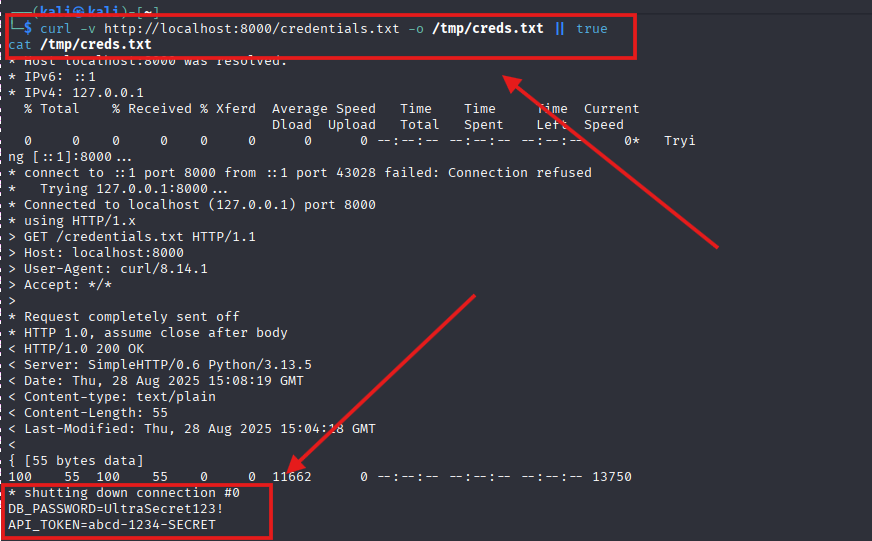 ┌──(kali㉿kali)-[~]
└─$ curl -v http://localhost:8000/credentials.txt -o /tmp/creds.txt || true
cat /tmp/creds.txt
* Host localhost:8000 was resolved.
* IPv6: ::1
* IPv4: 127.0.0.1
% Total % Received % Xferd Average Speed Time Time Time Current
Dload Upload Total Spent Left Speed
0 0 0 0 0 0 0 0 --:--:-- --:--:-- --:--:-- 0* Tryi
ng [::1]:8000...
* connect to ::1 port 8000 from ::1 port 43028 failed: Connection refused
* Trying 127.0.0.1:8000...
* Connected to localhost (127.0.0.1) port 8000
* using HTTP/1.x
> GET /credentials.txt HTTP/1.1
> Host: localhost:8000
> User-Agent: curl/8.14.1
> Accept: */*
>
* Request completely sent off
* HTTP 1.0, assume close after body
< HTTP/1.0 200 OK
< Server: SimpleHTTP/0.6 Python/3.13.5
< Date: Thu, 28 Aug 2025 15:08:19 GMT
< Content-type: text/plain
< Content-Length: 55
< Last-Modified: Thu, 28 Aug 2025 15:04:18 GMT
<
{ [55 bytes data]
100 55 100 55 0 0 11662 0 --:--:-- --:--:-- --:--:-- 13750
* shutting down connection #0
DB_PASSWORD=UltraSecret123!
API_TOKEN=abcd-1234-SECRET